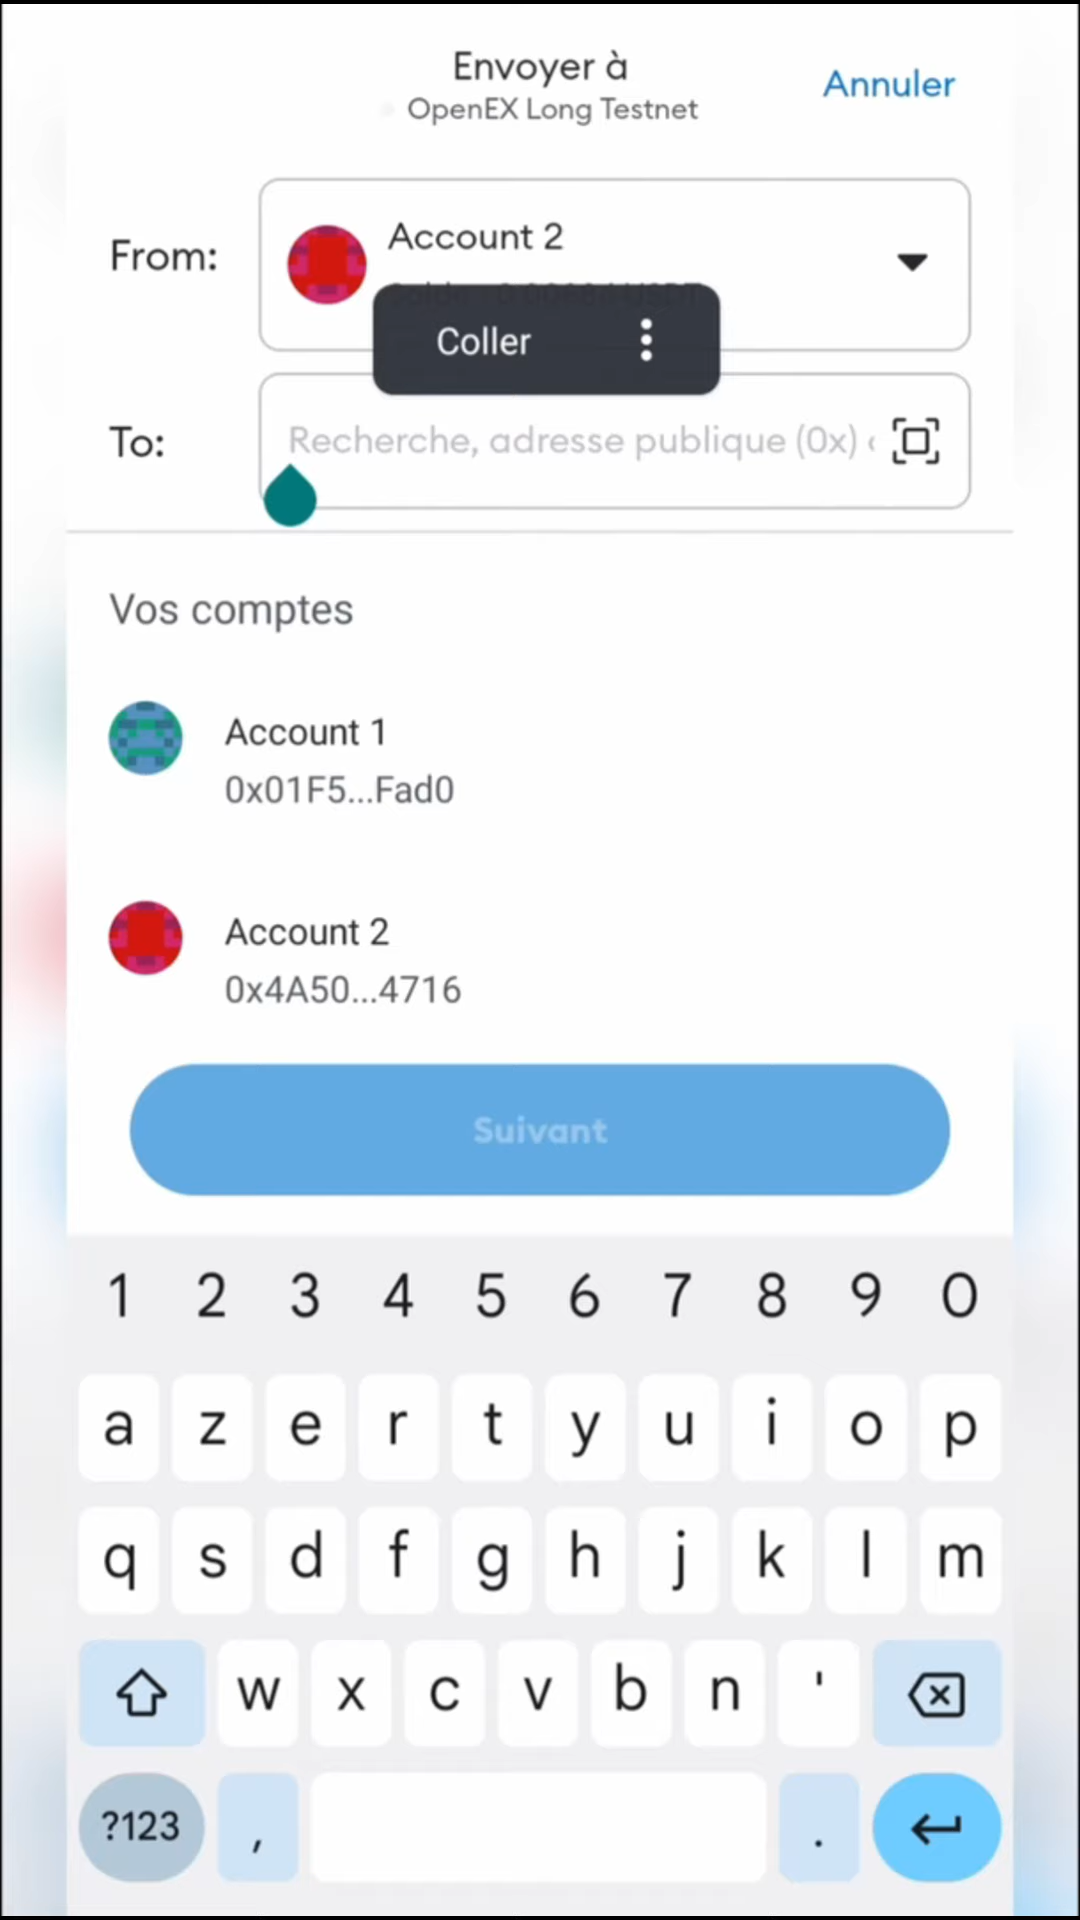 Envoyer à
OpenEX Long Testnet
Annuler
From:
Account 2
Coller
To:
Recherche, adresse publique (0x)
Vos comptes
Account 1
0x01F5...Fad0
Account 2
0x4A50...4716
Suivant
1 2 3 4 5 6 7 8 9 0
a z e r t y u i o p
q s d f g h j k l m
w x c v b n '
?123 , .